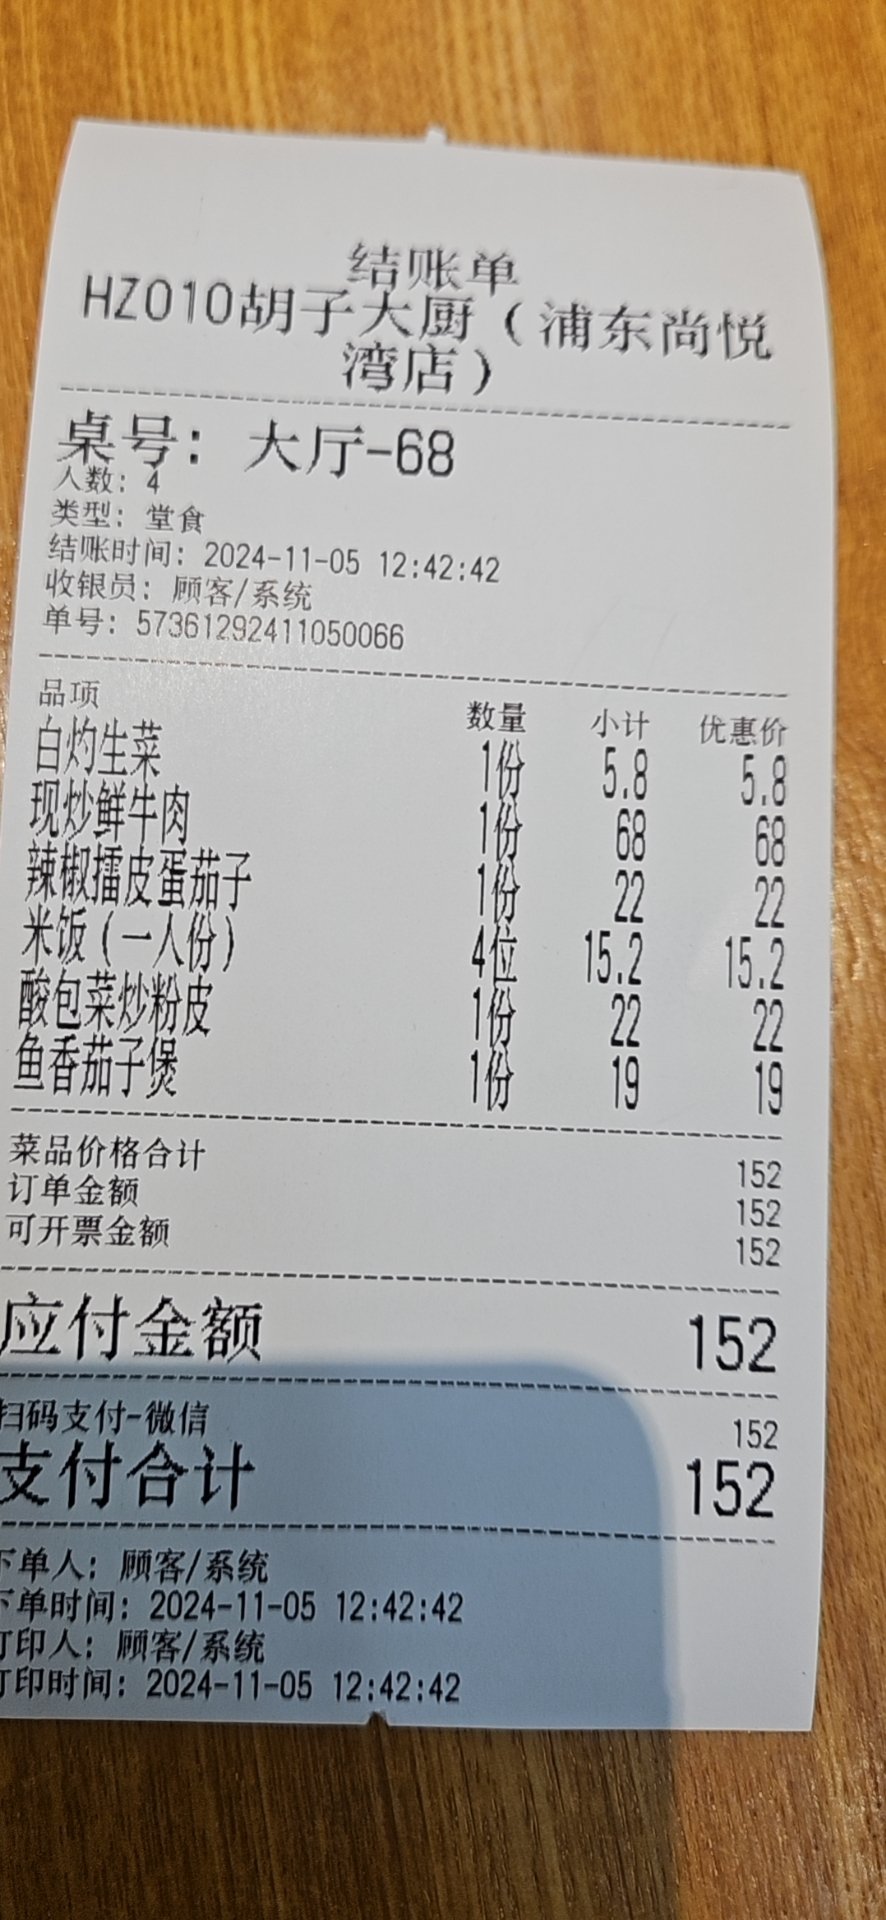 结账单
HZ010胡子大厨（浦东尚悦
湾店）
桌号：大厅-68
人数：4
类型：堂食
结账时间：2024-11-05 12:42:42
收银员：顾客/系统
单号：573612924110500066
品项 数量 小计 优惠价
白灼生菜 1份 5.8 5.8
现炒鲜牛肉 1份 68 68
辣椒擂皮蛋茄子 1份 22 22
米饭（一人份） 4位 15.2 15.2
酸包菜炒粉皮 1份 22 22
鱼香茄子煲 1份 19 19
菜品价格合计 152
订单金额 152
可开票金额 152
应付金额 152
扫码支付-微信 152
支付合计 152
下单人：顾客/系统
下单时间：2024-11-05 12:42:42
打印人：顾客/系统
打印时间：2024-11-05 12:42:42